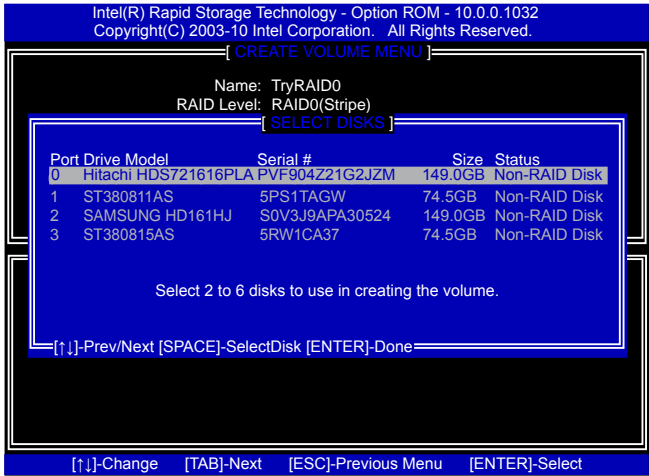 Intel(R) Rapid Storage Technology - Option ROM - 10.0.0.1032
Copyright(C) 2003-10 Intel Corporation. All Rights Reserved.
[ CREATE VOLUME MENU ]
Name: TryRAID0
RAID Level: RAID0(Stripe)
[ SELECT DISKS ]
Port Drive Model Serial # Size Status
0 Hitachi HDS721616PLA PVF904Z21G2JZM 149.0GB Non-RAID Disk
1 ST380811AS 5PS1TAGW 74.5GB Non-RAID Disk
2 SAMSUNG HD161HJ S0V3J9APA30524 149.0GB Non-RAID Disk
3 ST380815AS 5RW1CA37 74.5GB Non-RAID Disk
Select 2 to 6 disks to use in creating the volume.
[↑↓]-Prev/Next [SPACE]-SelectDisk [ENTER]-Done
[↑↓]-Change [TAB]-Next [ESC]-Previous Menu [ENTER]-Select